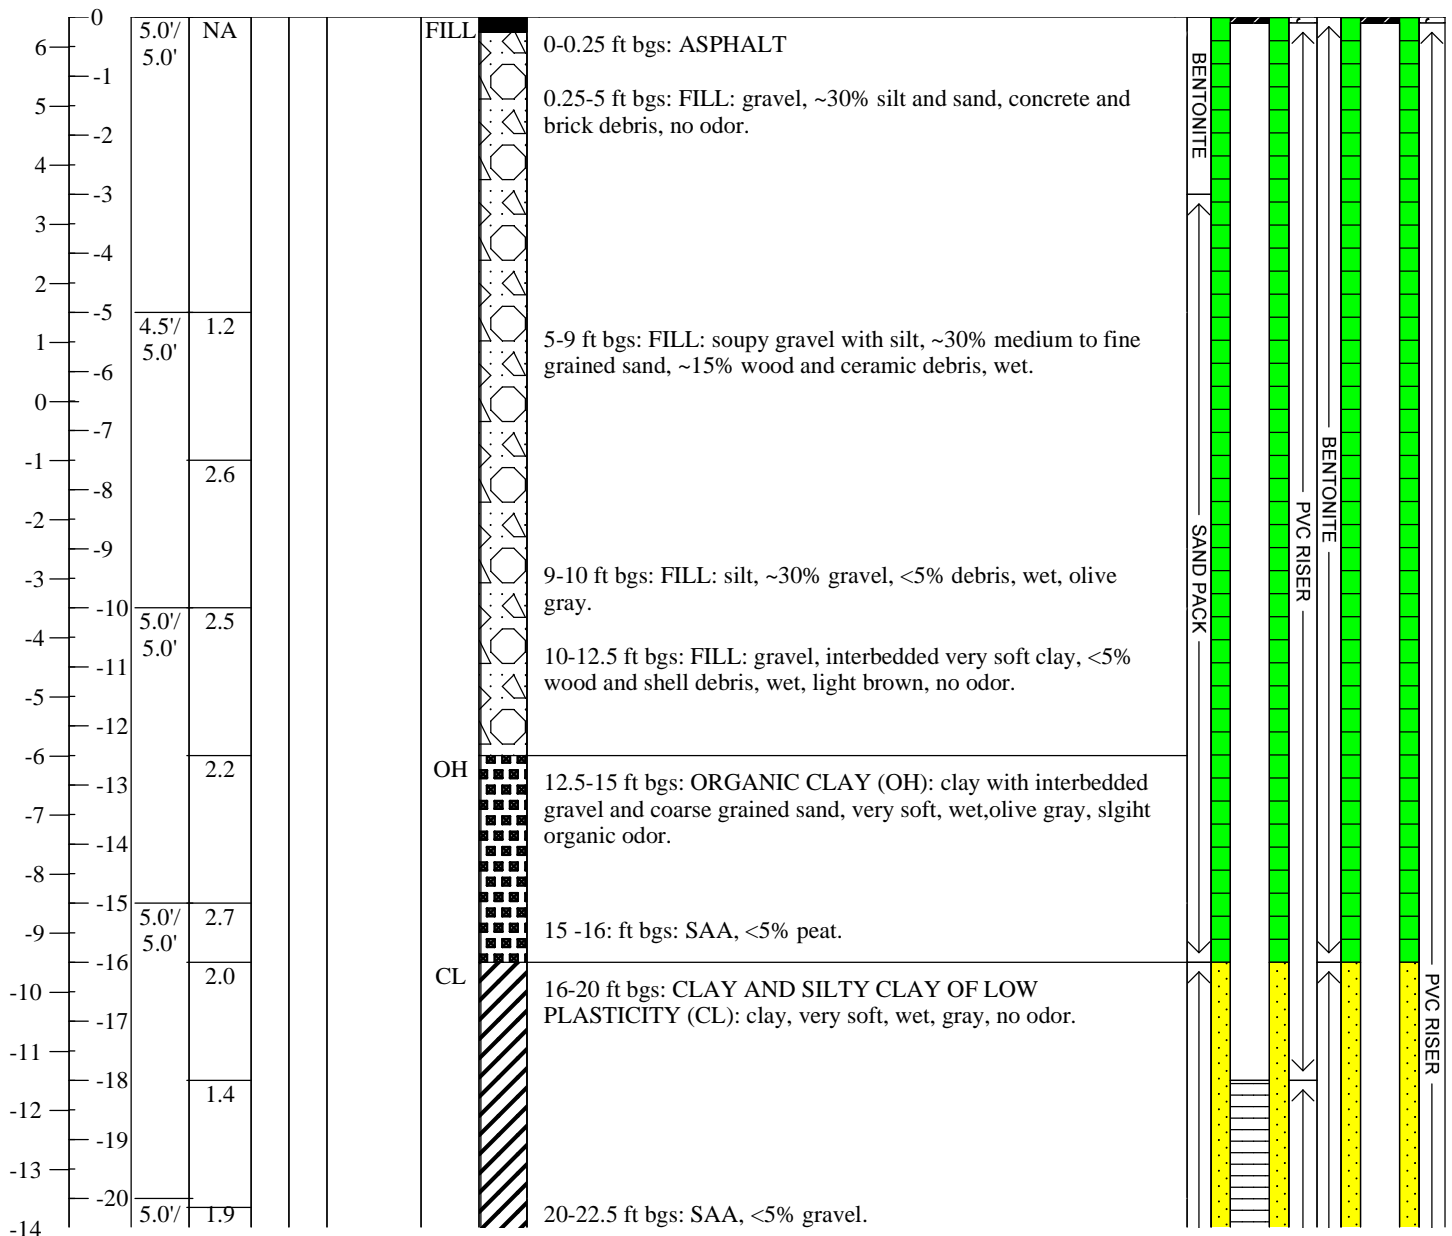 0
6
-1
5
-2
4
-3
3
-4
2
-5
1
-6
0
-7
-1
-8
-2
-9
-3
-10
-4
-11
-5
-12
-6
-13
-7
-14
-8
-15
-9
-16
-10
-17
-11
-18
-12
-19
-13
-20
-14
5.0'/
5.0'
4.5'/
5.0'
5.0'/
5.0'
5.0'/
5.0'
5.0'/
NA
1.2
2.6
2.5
2.2
2.7
2.0
1.4
1.9
FILL
OH
CL
0-0.25 ft bgs: ASPHALT
0.25-5 ft bgs: FILL: gravel, ~30% silt and sand, concrete and
brick debris, no odor.
5-9 ft bgs: FILL: soupy gravel with silt, ~30% medium to fine
grained sand, ~15% wood and ceramic debris, wet.
9-10 ft bgs: FILL: silt, ~30% gravel, <5% debris, wet, olive
gray.
10-12.5 ft bgs: FILL: gravel, interbedded very soft clay, <5%
wood and shell debris, wet, light brown, no odor.
12.5-15 ft bgs: ORGANIC CLAY (OH): clay with interbedded
gravel and coarse grained sand, very soft, wet,olive gray, slgiht
organic odor.
15 -16: ft bgs: SAA, <5% peat.
16-20 ft bgs: CLAY AND SILTY CLAY OF LOW
PLASTICITY (CL): clay, very soft, wet, gray, no odor.
20-22.5 ft bgs: SAA, <5% gravel.
BENTONITE
SAND PACK
PVC RISER
BENTONITE
PVC RISER